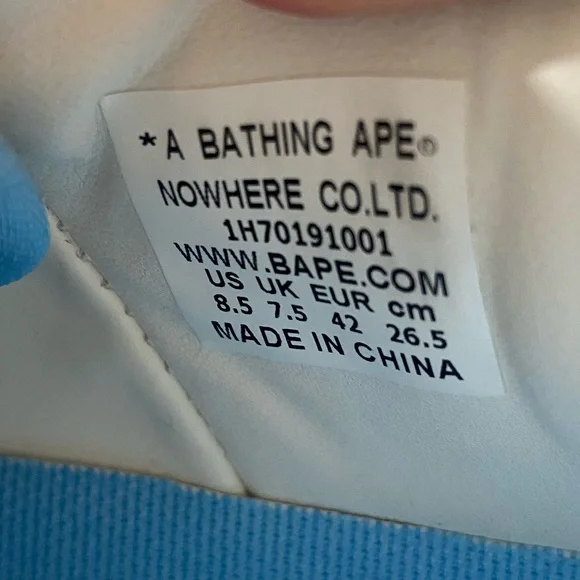 *A BATHING APE©
NOWHERE CO.LTD.
1H70191001
WWW.BAPE.COM
US UK EUR cm
8.5 7.5 42 26.5
MADE IN CHINA